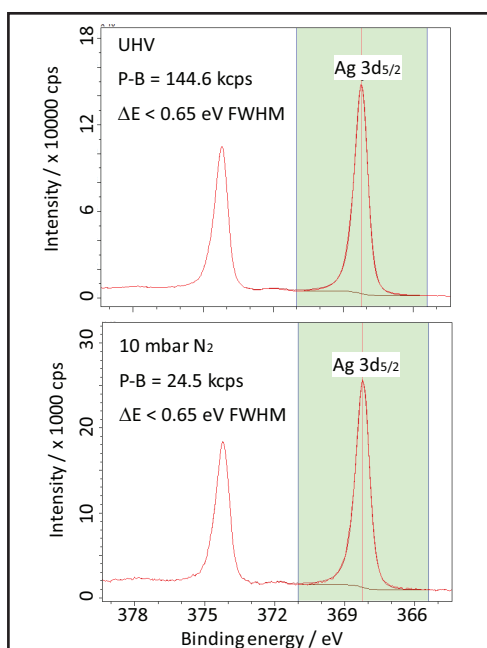 UHV
P-B = 144.6 kcps
ΔE < 0.65 eV FWHM
Ag 3d5/2
Intensity / x 10000 cps
18
14
6
0
10 mbar N2
P-B = 24.5 kcps
ΔE < 0.65 eV FWHM
Ag 3d5/2
Intensity / x 1000 cps
30
20
10
0
378 374 372 369 366
Binding energy / eV